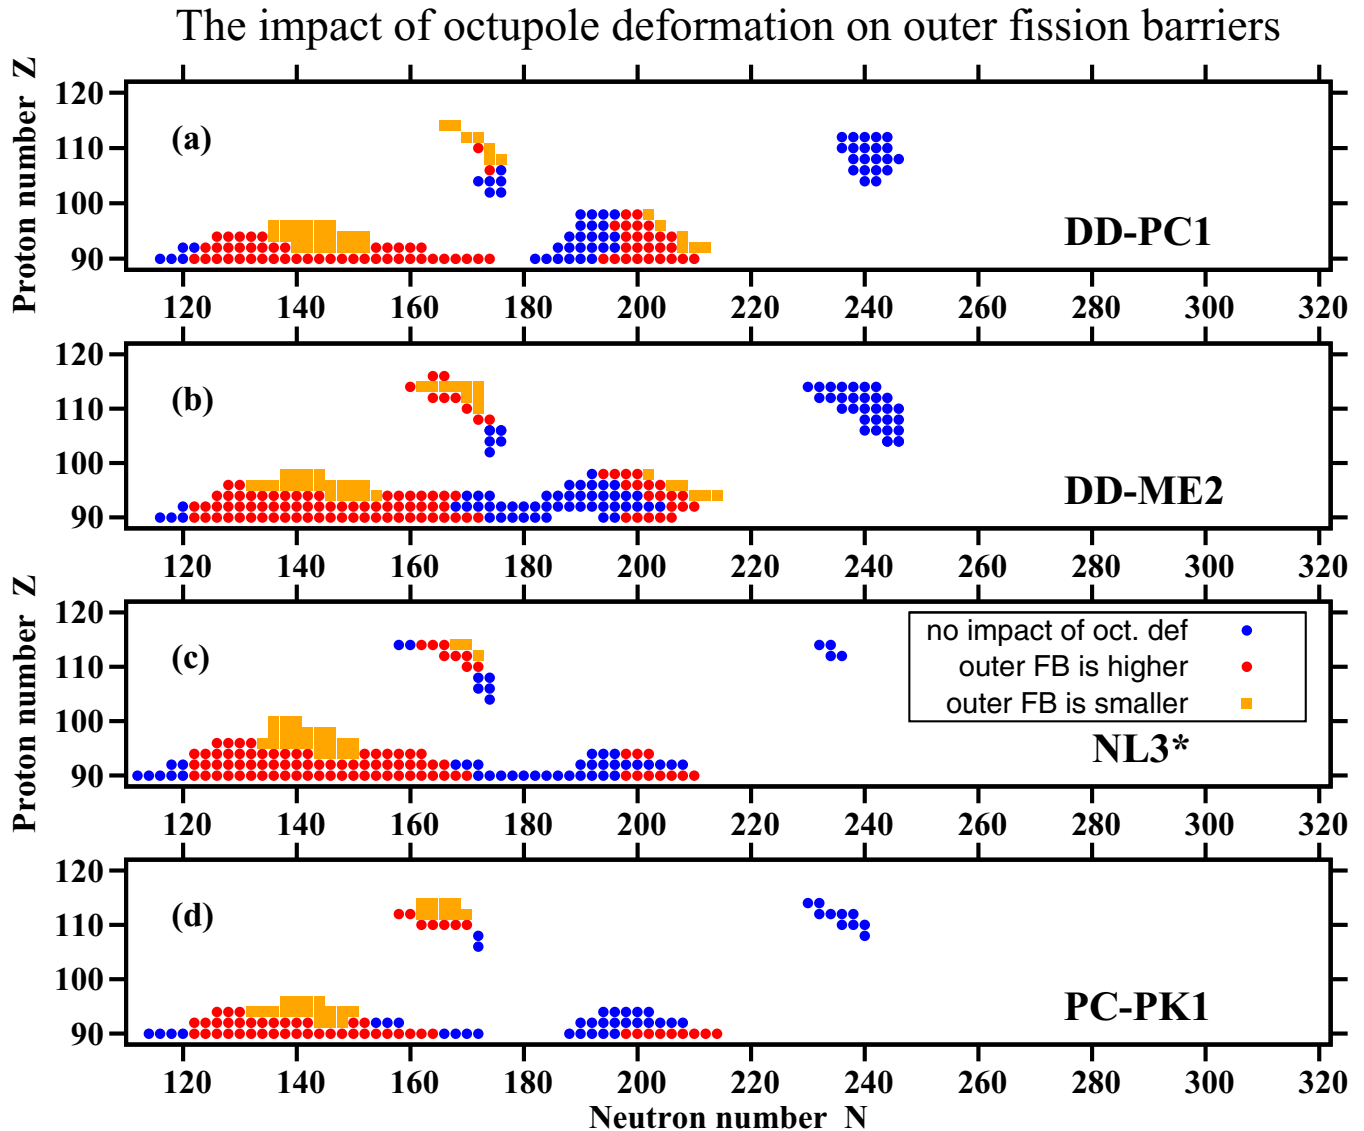 The impact of octupole deformation on outer fission barriers
Proton number Z
120
110
100
90
(a)
DD-PC1
120 140 160 180 200 220 240 260 280 300 320
120
110
100
90
(b)
DD-ME2
120 140 160 180 200 220 240 260 280 300 320
Proton number Z
120
110
100
90
(c)
no impact of oct. def
outer FB is higher
outer FB is smaller
NL3*
120 140 160 180 200 220 240 260 280 300 320
120
110
100
90
(d)
PC-PK1
120 140 160 180 200 220 240 260 280 300 320
Neutron number N